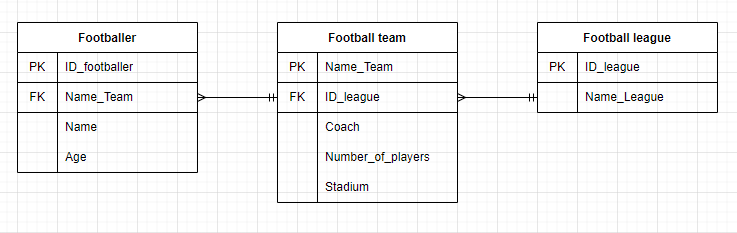 Footballer
PK ID_footballer
FK Name_Team
Name
Age
Football team
PK Name_Team
FK ID_league
Coach
Number_of_players
Stadium
Football league
PK ID_league
Name_League